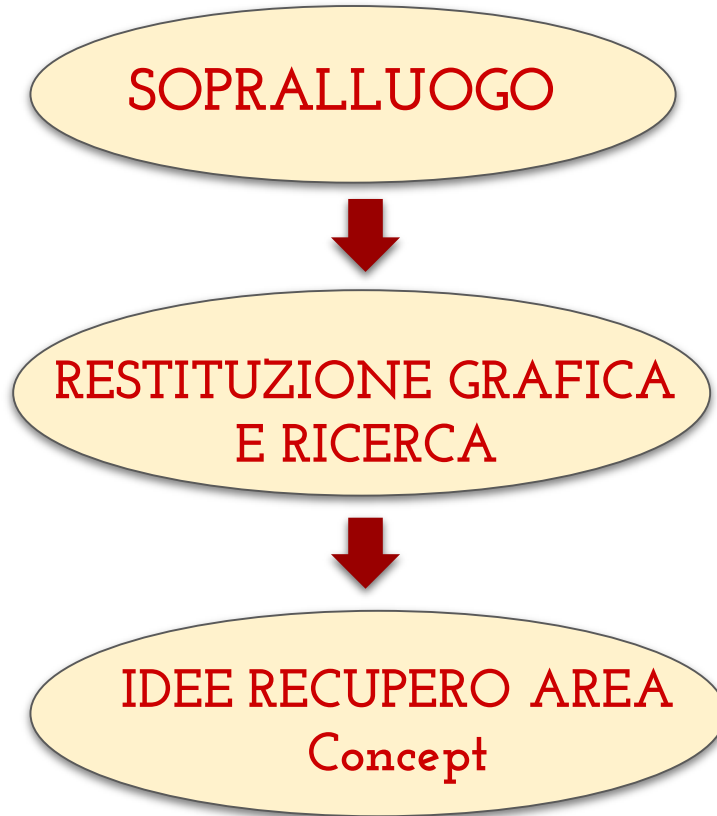 SOPRALLUOGO
RESTITUZIONE GRAFICA
E RICERCA
IDEE RECUPERO AREA
Concept